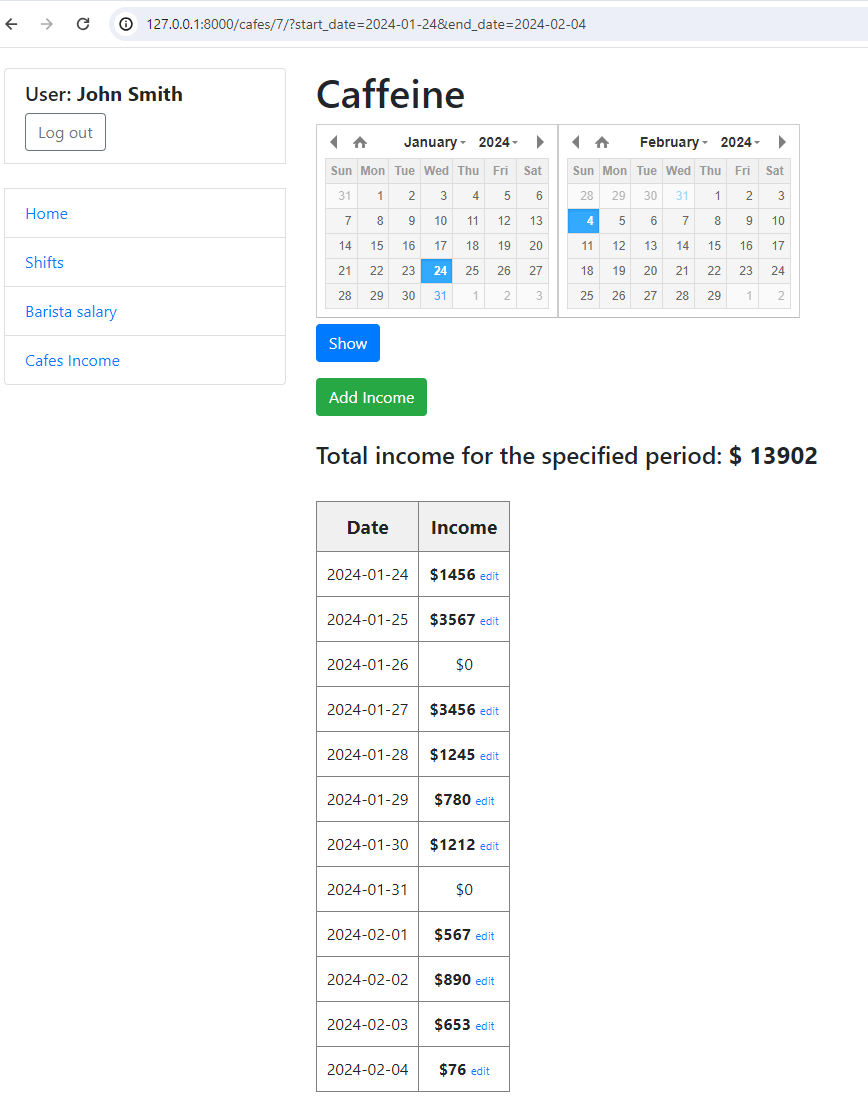 127.0.0.1:8000/cafes/7/?start_date=2024-01-24&end_date=2024-02-04
User: John Smith
Log out
Home
Shifts
Barista salary
Cafes Income
Caffeine
January 2024
Sun Mon Tue Wed Thu Fri Sat
31 1 2 3 4 5 6
7 8 9 10 11 12 13
14 15 16 17 18 19 20
21 22 23 24 25 26 27
28 29 30 31 1 2 3
February 2024
Sun Mon Tue Wed Thu Fri Sat
28 29 30 31 1 2 3
4 5 6 7 8 9 10
11 12 13 14 15 16 17
18 19 20 21 22 23 24
25 26 27 28 29 1 2
Show
Add Income
Total income for the specified period: $ 13902
Date Income
2024-01-24 $1456 edit
2024-01-25 $3567 edit
2024-01-26 $0
2024-01-27 $3456 edit
2024-01-28 $1245 edit
2024-01-29 $780 edit
2024-01-30 $1212 edit
2024-01-31 $0
2024-02-01 $567 edit
2024-02-02 $890 edit
2024-02-03 $653 edit
2024-02-04 $76 edit